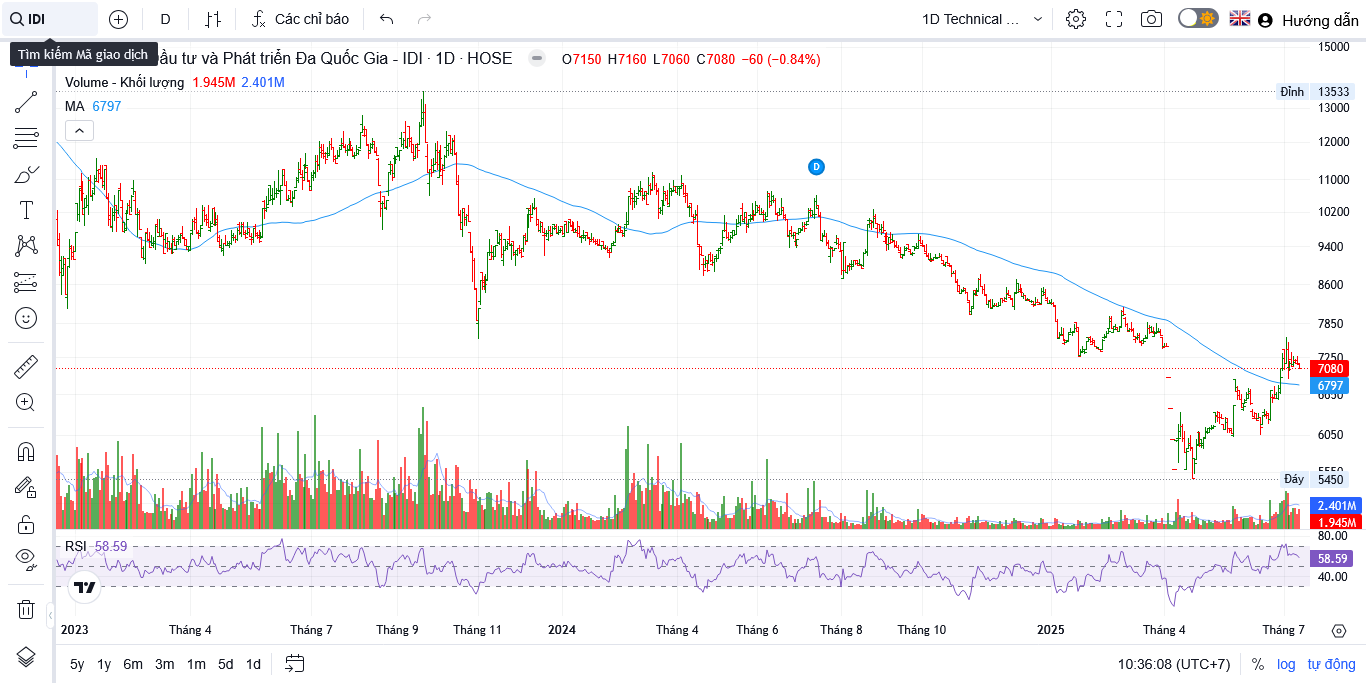 IDI
D
Các chỉ báo
1D Technical ...
Hướng dẫn
Tìm kiếm Mã giao dịch
ầu tư và Phát triển Đa Quốc Gia - IDI · 1D · HOSE
O7150 H7160 L7060 C7080 −60 (−0.84%)
Volume - Khối lượng 1.945M 2.401M
MA 6797
D
15000
Đỉnh 13533
13000
12000
11000
10200
9400
8600
7850
7250
7080
6797
6650
6050
5550
Đáy 5450
2.401M
1.945M
RSI 58.59
80.00
58.59
40.00
2023
Tháng 4
Tháng 7
Tháng 9
Tháng 11
2024
Tháng 4
Tháng 6
Tháng 8
Tháng 10
2025
Tháng 4
Tháng 7
5y 1y 6m 3m 1m 5d 1d
10:36:08 (UTC+7)
% log tự động